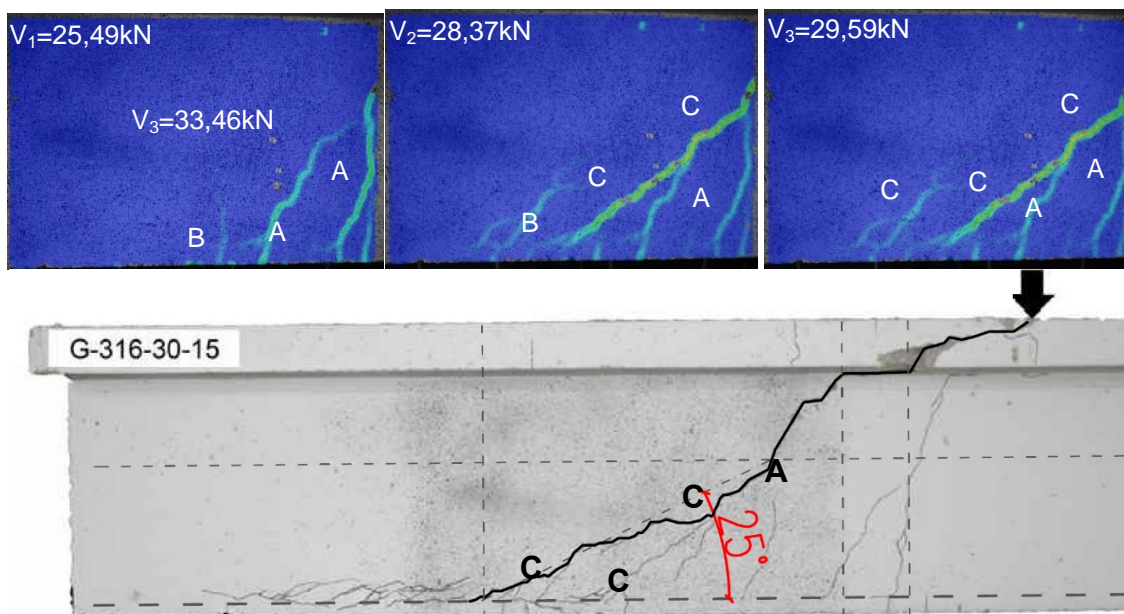 V₁=25,49kN
V₃=33,46kN
A
B
A
V₂=28,37kN
C
C
A
B
V₃=29,59kN
C
C
C
A
A
G-316-30-15
A
C
25°
C
C